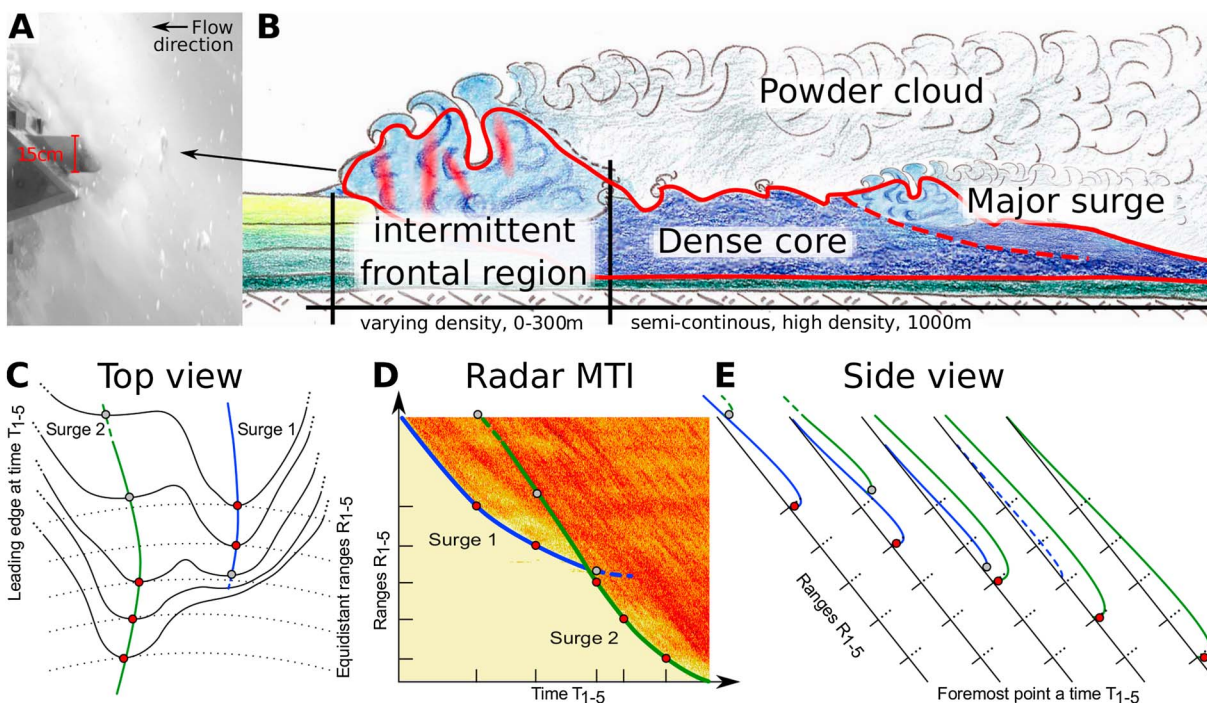 A
Flow
direction
15cm
B
Powder cloud
Major surge
intermittent
frontal region
Dense core
varying density, 0-300m
semi-continous, high density, 1000m
C
Top view
Leading edge at time T1-5
Surge 2
Surge 1
Equidistant ranges R1-5
D
Radar MTI
Ranges R1-5
Surge 1
Surge 2
Time T1-5
E
Side view
Ranges R1-5
Foremost point a time T1-5